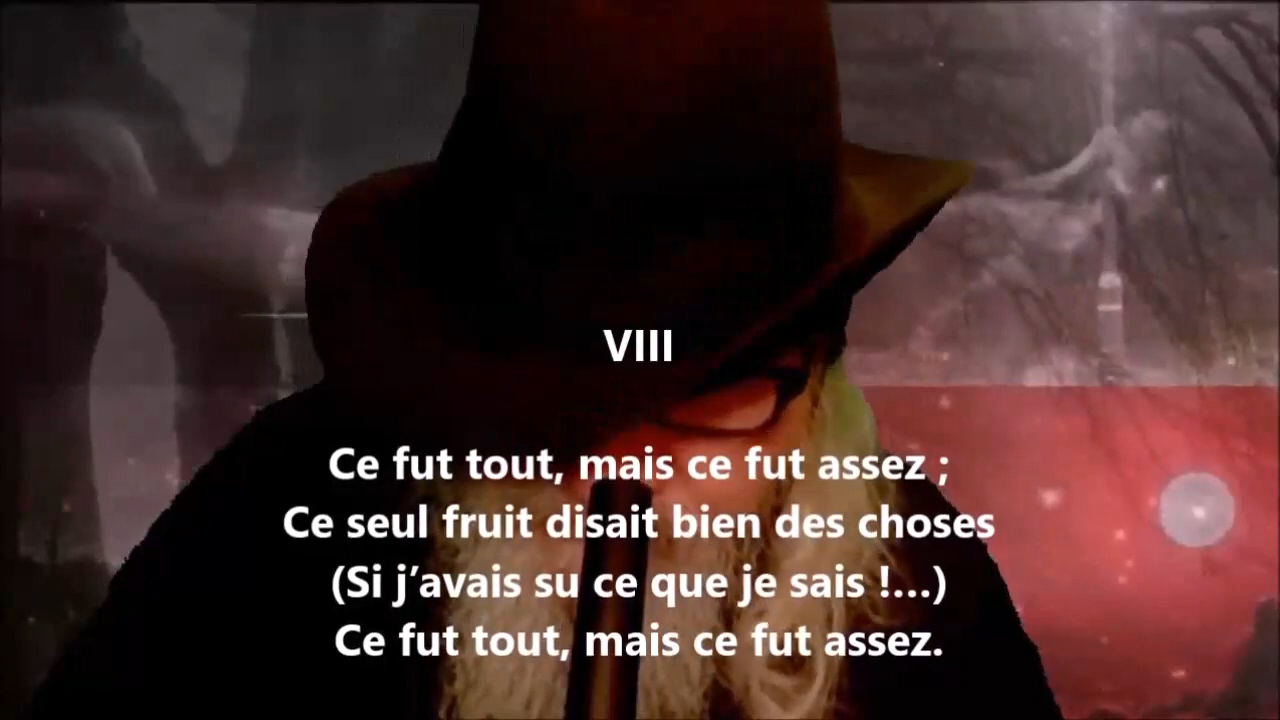 VIII
Ce fut tout, mais ce fut assez ;
Ce seul fruit disait bien des choses
(Si j’avais su ce que je sais !...)
Ce fut tout, mais ce fut assez.